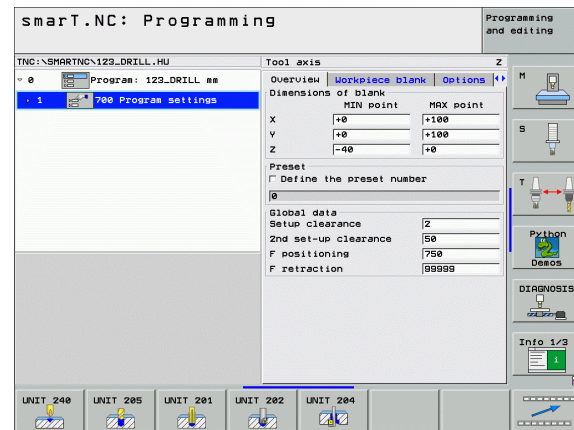 smarT.NC: Programming
Programming
and editing
TNC:\SMARTNC\123_DRILL.HU
Tool axis Z
0 Program: 123_DRILL mm
1 700 Program settings
Overview Workpiece blank Options
Dimensions of blank
MIN point MAX point
X +0 +100
Y +0 +100
Z -40 +0
Preset
Define the preset number
0
Global data
Setup clearance 2
2nd set-up clearance 50
F positioning 750
F retraction 99999
M
S
T
Python
Demos
DIAGNOSIS
Info 1/3
i
UNIT 240 UNIT 205 UNIT 201 UNIT 202 UNIT 204